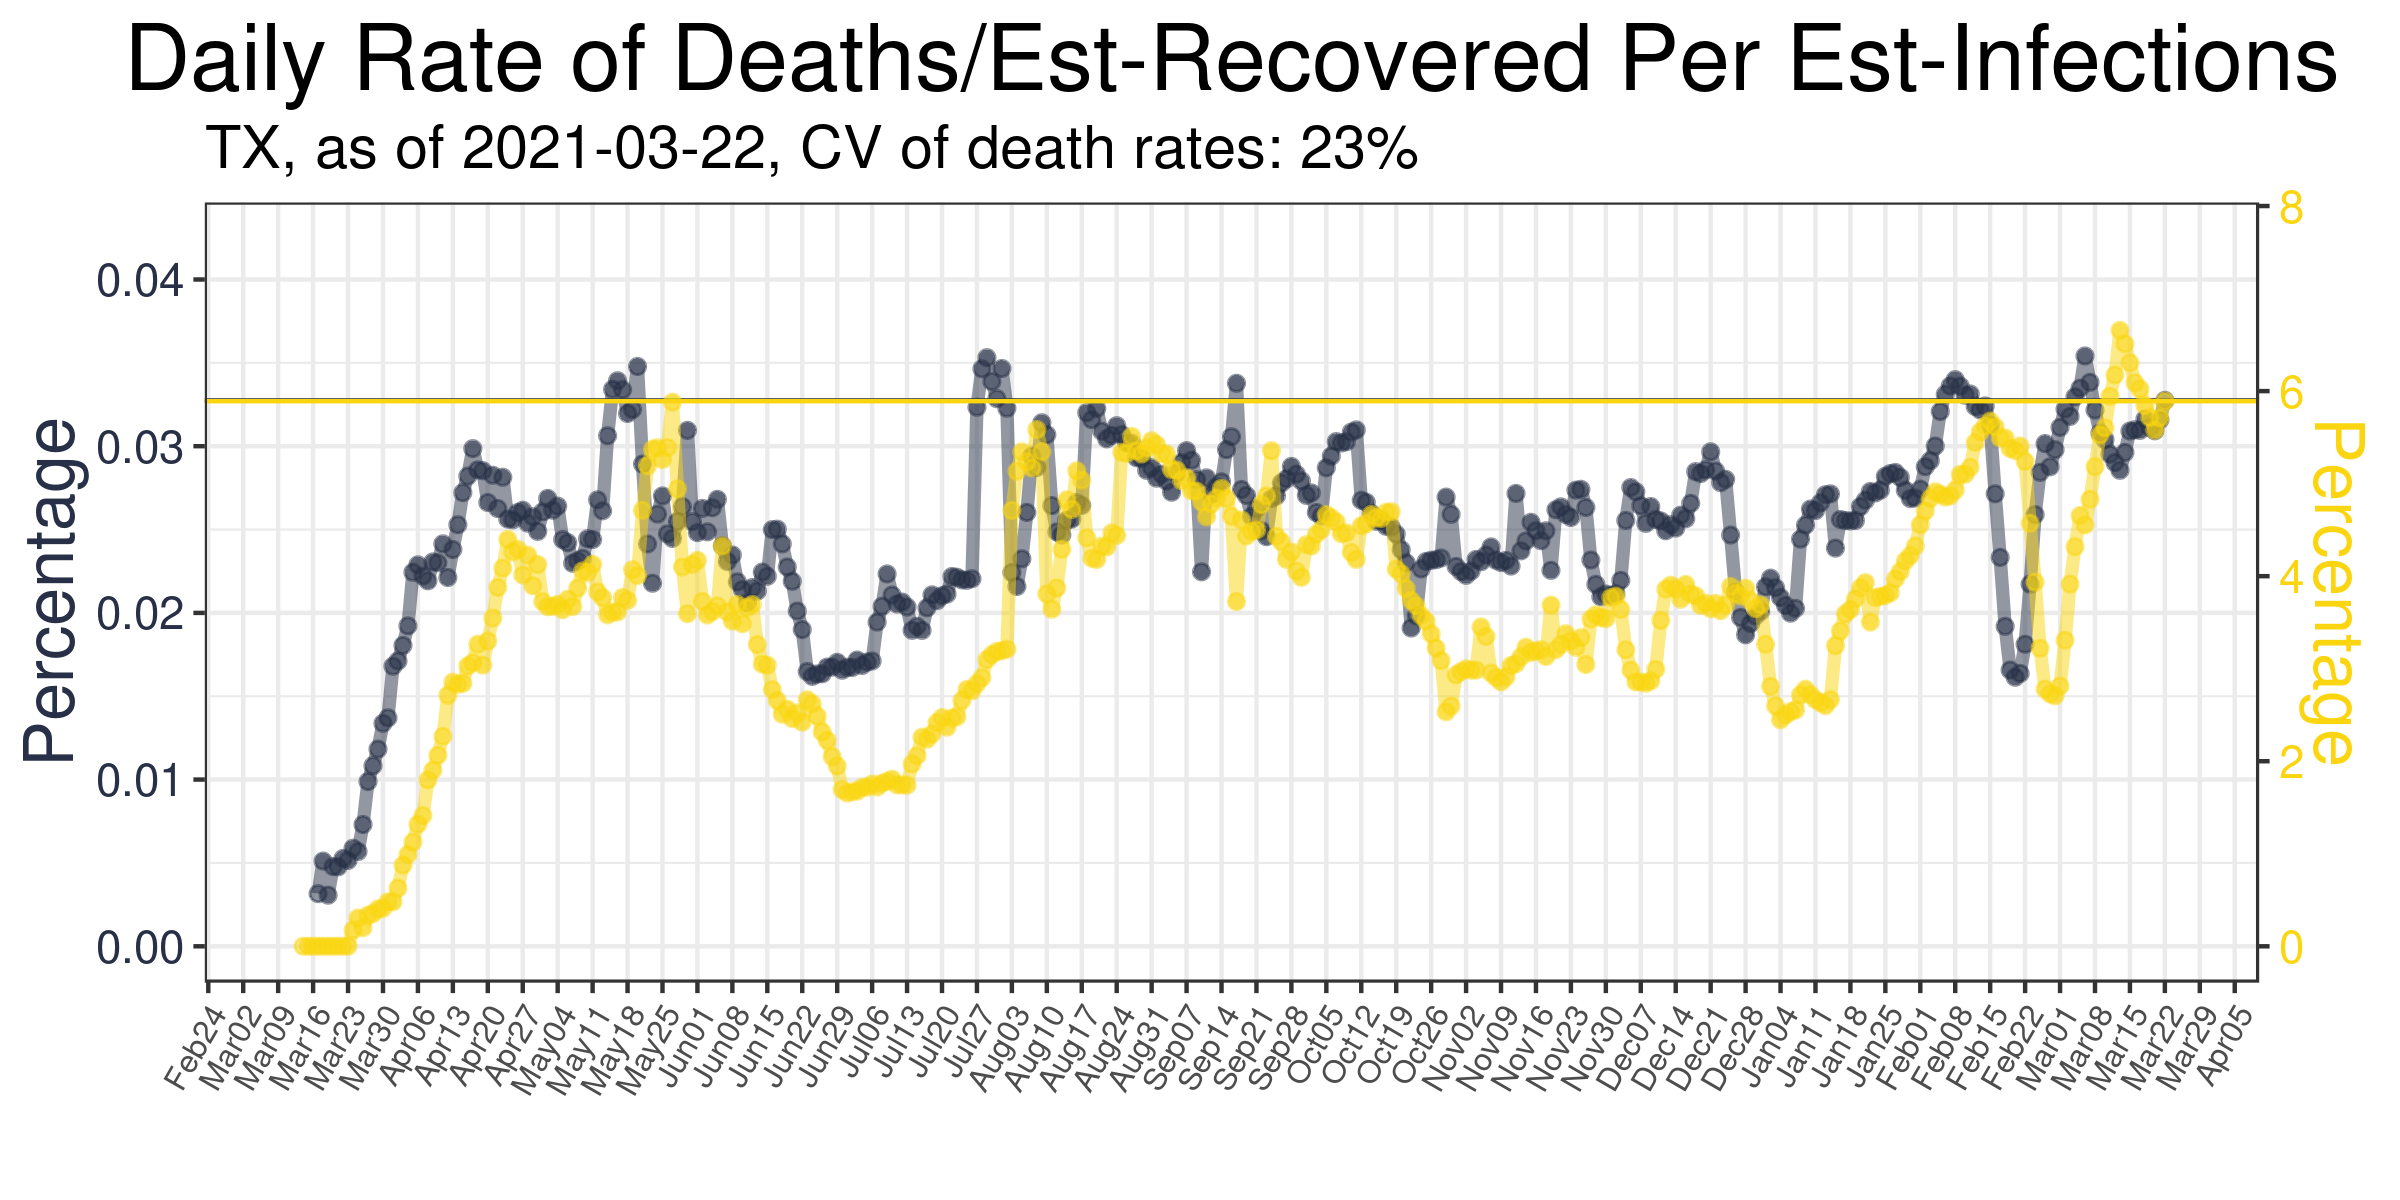 Daily Rate of Deaths/Est-Recovered Per Est-Infections
TX, as of 2021-03-22, CV of death rates: 23%
Percentage
0.04
0.03
0.02
0.01
0.00
8
6
4
2
0
Percentage
Feb24 Mar02 Mar09 Mar16 Mar23 Mar30 Apr06 Apr13 Apr20 Apr27 May04 May11 May18 May25 Jun01 Jun08 Jun15 Jun22 Jun29 Jul06 Jul13 Jul20 Jul27 Aug03 Aug10 Aug17 Aug24 Aug31 Sep07 Sep14 Sep21 Sep28 Oct05 Oct12 Oct19 Oct26 Nov02 Nov09 Nov16 Nov23 Nov30 Dec07 Dec14 Dec21 Dec28 Jan04 Jan11 Jan18 Jan25 Feb01 Feb08 Feb15 Feb22 Mar01 Mar08 Mar15 Mar22 Mar29 Apr05